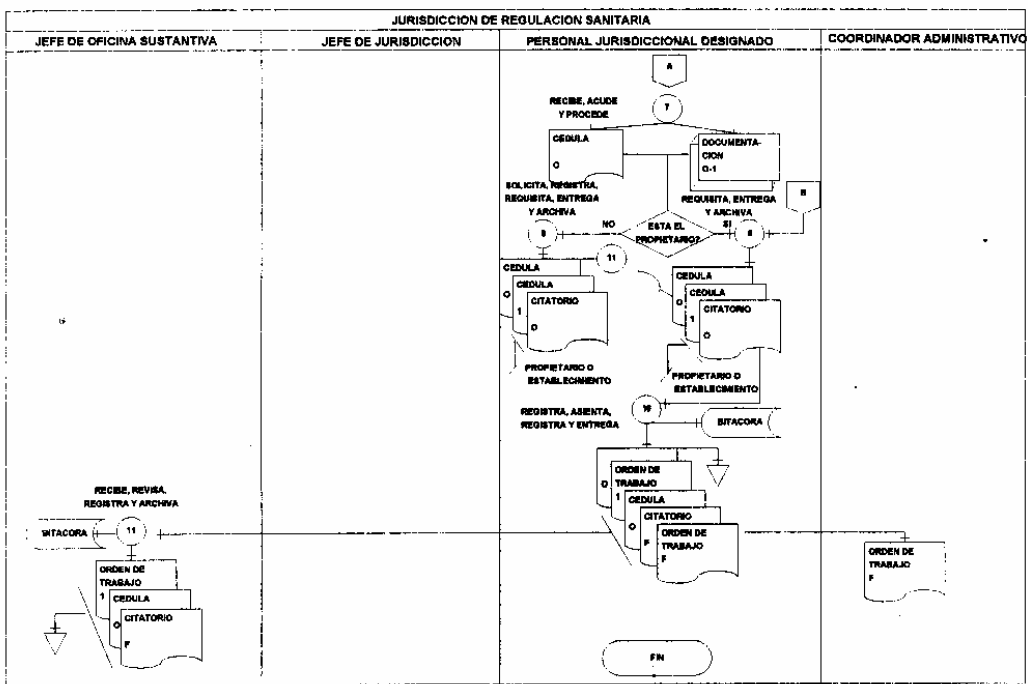 JURISDICCION DE REGULACION SANITARIA
JEFE DE OFICINA SUSTANTIVA
JEFE DE JURISDICCION
PERSONAL JURISDICCIONAL DESIGNADO
COORDINADOR ADMINISTRATIVO
A
RECIBE, ACUDE
Y PROCEDE
7
CEDULA
O
DOCUMENTA-
CION
O-1
SOLICITA, REGISTRA,
REQUISITA, ENTREGA
Y ARCHIVA
REQUISITA, ENTREGA
Y ARCHIVA
B
NO
ESTA EL
PROPIETARIO?
SI
11
CEDULA
O
CEDULA
1
CITATORIO
O
CEDULA
O
CEDULA
1
CITATORIO
O
PROPIETARIO O
ESTABLECIMIENTO
PROPIETARIO O
ESTABLECIMIENTO
REGISTRA, ASIENTA,
REGISTRA Y ENTREGA
BITACORA
O
ORDEN DE
TRABAJO
1
CEDULA
O
CITATORIO
F
ORDEN DE
TRABAJO
F
RECIBE, REVISA,
REGISTRA Y ARCHIVA
BITACORA
11
ORDEN DE
TRABAJO
1
CEDULA
O
CITATORIO
F
ORDEN DE
TRABAJO
F
FIN